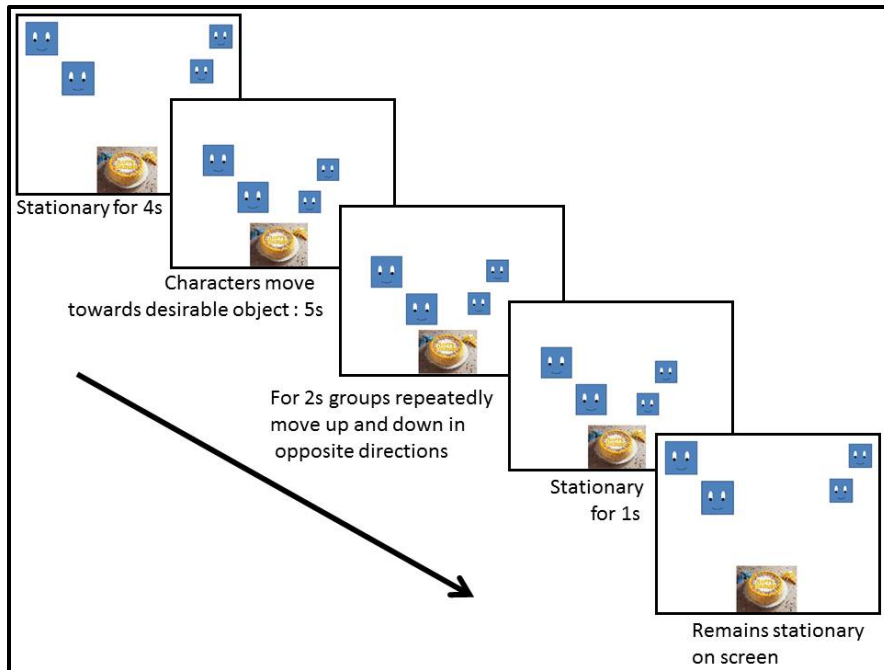 Stationary for 4s
Characters move
towards desirable object : 5s
For 2s groups repeatedly
move up and down in
opposite directions
Stationary
for 1s
Remains stationary
on screen